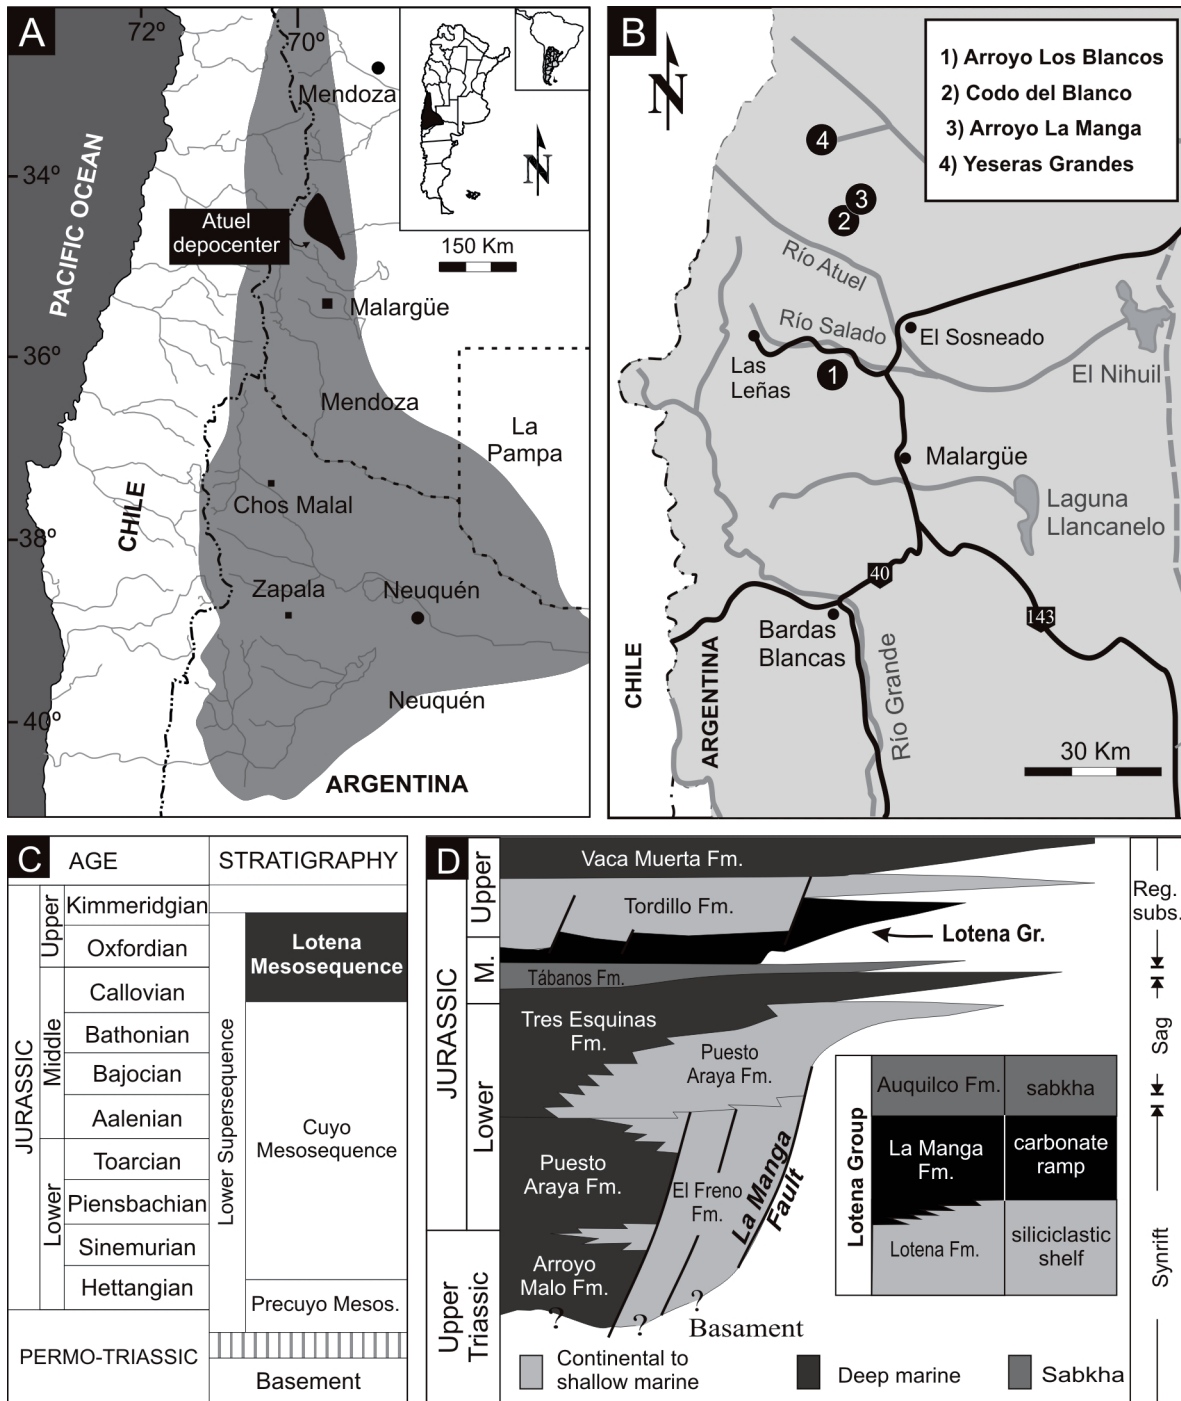 A
72º
70º
Mendoza
34º
PACIFIC OCEAN
Atuel
depocenter
N
150 Km
Malargüe
36º
Mendoza
La
Pampa
CHILE
Chos Malal
38º
Zapala
Neuquén
Neuquén
40º
ARGENTINA
B
N
1) Arroyo Los Blancos
2) Codo del Blanco
3) Arroyo La Manga
4) Yeseras Grandes
4
3
2
Río Atuel
Río Salado
El Sosneado
Las
Leñas
1
El Nihuil
Malargüe
Laguna
Llancanelo
40
143
Bardas
Blancas
CHILE
ARGENTINA
Río Grande
30 Km
C
AGE
STRATIGRAPHY
JURASSIC
Upper
Kimmeridgian
Oxfordian
Middle
Callovian
Bathonian
Bajocian
Aalenian
Lower
Toarcian
Piensbachian
Sinemurian
Hettangian
PERMO-TRIASSIC
Lower Supersequence
Lotena
Mesosequence
Cuyo
Mesosequence
Precuyo Mesos.
Basement
D
JURASSIC
Upper
M.
Lower
Upper
Triassic
Vaca Muerta Fm.
Tordillo Fm.
Lotena Gr.
Tábanos Fm.
Tres Esquinas
Fm.
Puesto
Araya Fm.
Puesto
Araya Fm.
El Freno
Fm.
La Manga
Fault
Arroyo
Malo Fm.
?
?
?
Basament
Lotena Group
Auquilco Fm.
sabkha
La Manga
Fm.
carbonate
ramp
Lotena Fm.
siliciclastic
shelf
Reg.
subs.
Sag
Synrift
Continental to
shallow marine
Deep marine
Sabkha